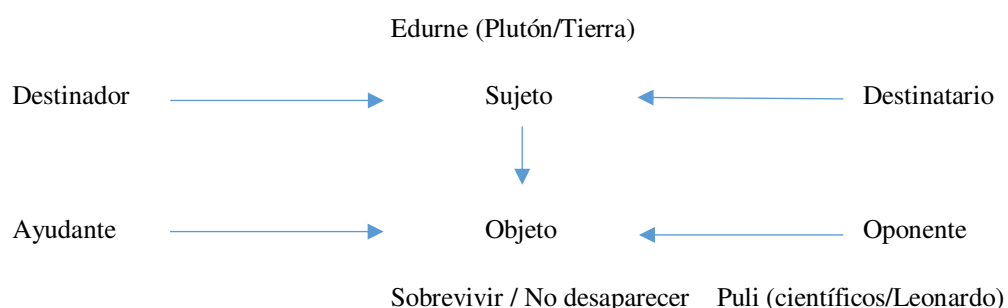 Edurne (Plutón/Tierra)
Destinador Sujeto Destinatario
Ayudante Objeto Oponente
Sobrevivir / No desaparecer Puli (científicos/Leonardo)